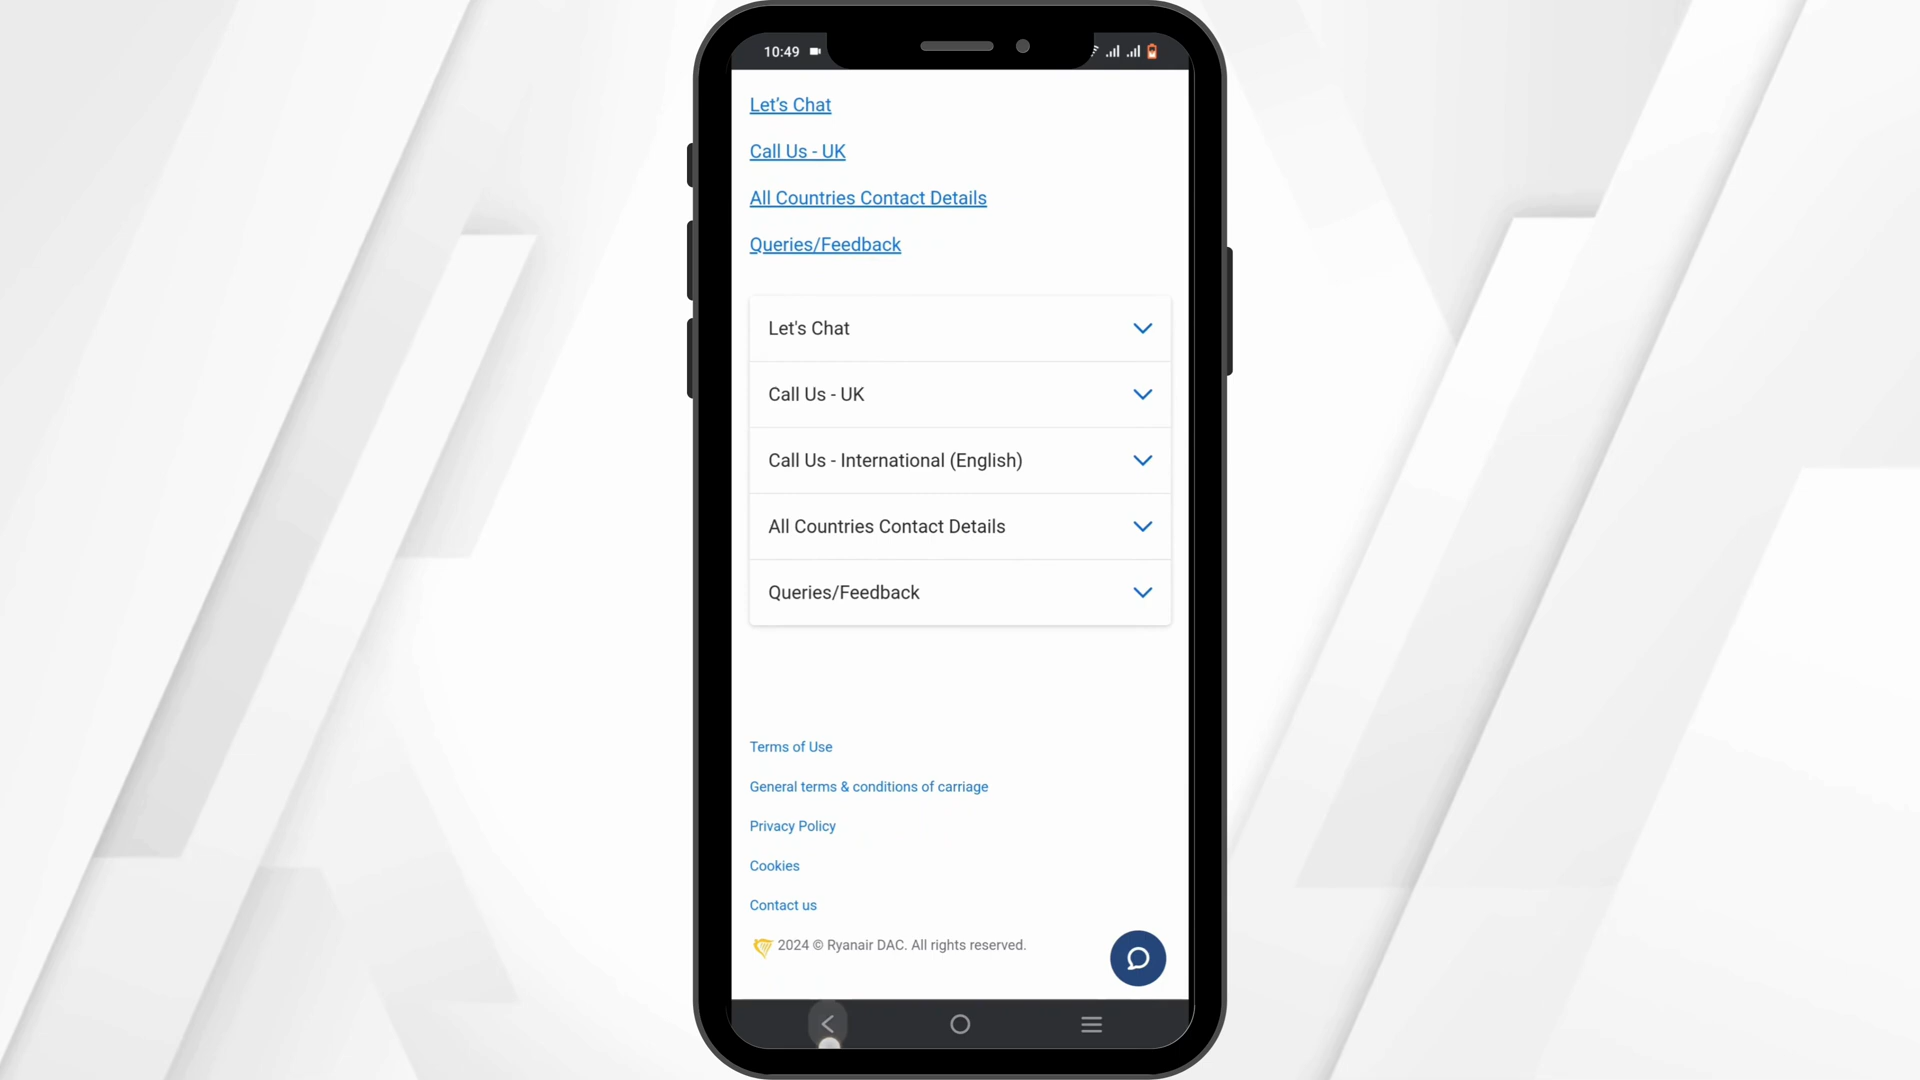 10:49
Let’s Chat
Call Us - UK
All Countries Contact Details
Queries/Feedback
Let's Chat
Call Us - UK
Call Us - International (English)
All Countries Contact Details
Queries/Feedback
Terms of Use
General terms & conditions of carriage
Privacy Policy
Cookies
Contact us
2024 © Ryanair DAC. All rights reserved.